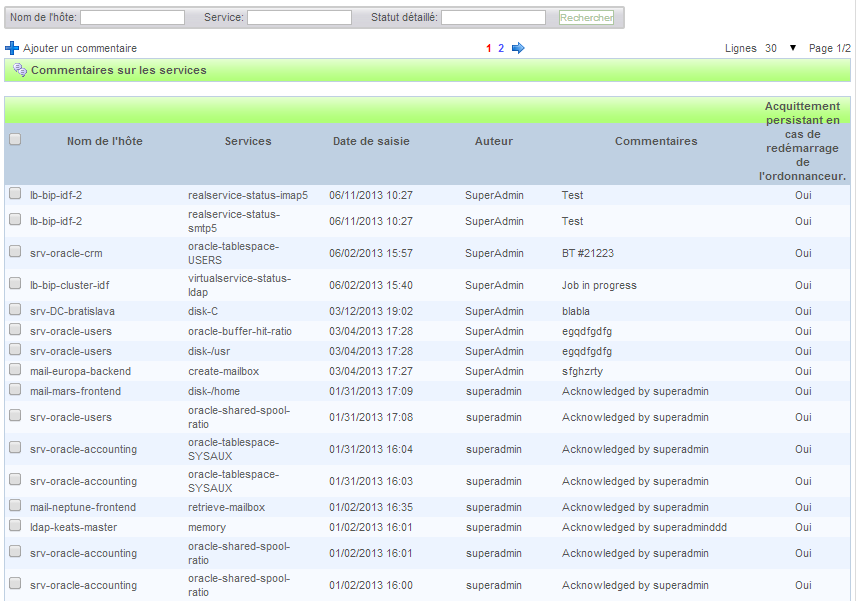 Nom de l'hôte: Service: Statut détaillé: Rechercher
Ajouter un commentaire 1 2 Lignes 30 ▼ Page 1/2
Commentaires sur les services
Nom de l'hôte Services Date de saisie Auteur Commentaires Acquittement
persistant en
cas de
redémarrage
de
l'ordonnanceur.
lb-bip-idf-2 realservice-status-imap5 06/11/2013 10:27 SuperAdmin Test Oui
lb-bip-idf-2 realservice-status-
smtp5 06/11/2013 10:27 SuperAdmin Test Oui
srv-oracle-crm oracle-tablespace-
USERS 06/02/2013 15:57 SuperAdmin BT #21223 Oui
lb-bip-cluster-idf virtualservice-status-
ldap 06/02/2013 15:40 SuperAdmin Job in progress Oui
srv-DC-bratislava disk-C 03/12/2013 19:02 SuperAdmin blabla Oui
srv-oracle-users oracle-buffer-hit-ratio 03/04/2013 17:28 SuperAdmin egqdfgdfg Oui
srv-oracle-users disk-/usr 03/04/2013 17:28 SuperAdmin egqdfgdfg Oui
mail-europa-backend create-mailbox 03/04/2013 17:27 SuperAdmin sfghzrty Oui
mail-mars-frontend disk-/home 01/31/2013 17:09 superadmin Acknowledged by superadmin Oui
srv-oracle-users oracle-shared-spool-
ratio 01/31/2013 17:08 superadmin Acknowledged by superadmin Oui
srv-oracle-accounting oracle-tablespace-
SYSAUX 01/31/2013 16:04 superadmin Acknowledged by superadmin Oui
srv-oracle-accounting oracle-tablespace-
SYSAUX 01/31/2013 16:03 superadmin Acknowledged by superadmin Oui
mail-neptune-frontend retrieve-mailbox 01/02/2013 16:35 superadmin Acknowledged by superadmin Oui
ldap-keats-master memory 01/02/2013 16:01 superadmin Acknowledged by superadminddd Oui
srv-oracle-accounting oracle-shared-spool-
ratio 01/02/2013 16:01 superadmin Acknowledged by superadmin Oui
srv-oracle-accounting oracle-shared-spool-
ratio 01/02/2013 16:00 superadmin Acknowledged by superadmin Oui